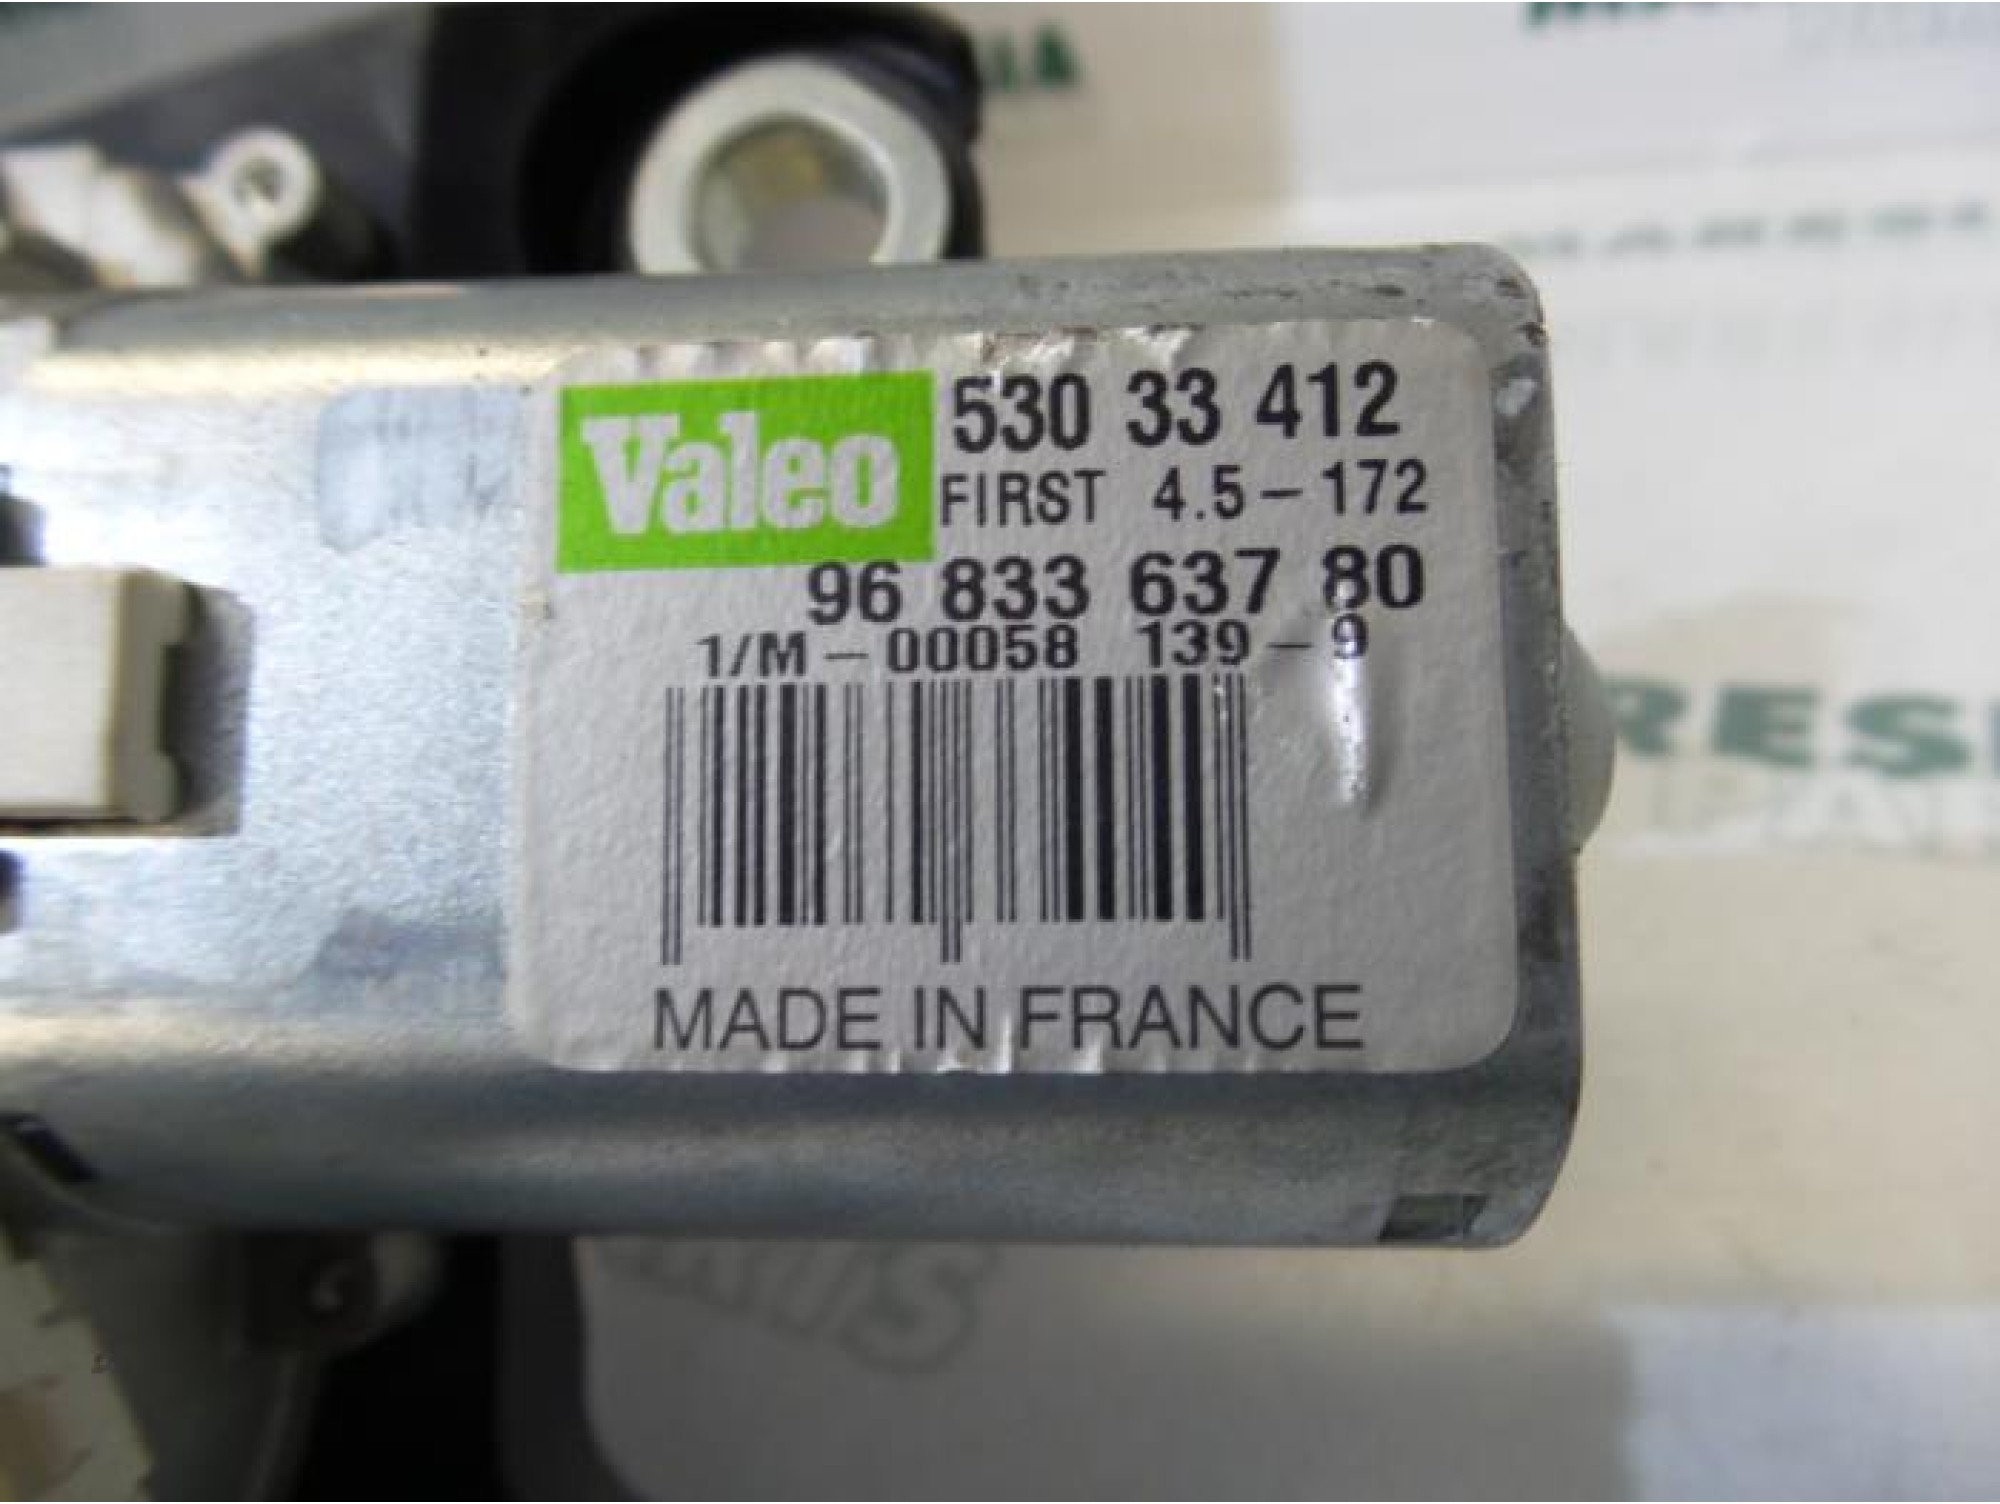 Valeo
530 33 412
FIRST 4.5-172
96 833 637 80
1/M-00058 139-9
MADE IN FRANCE